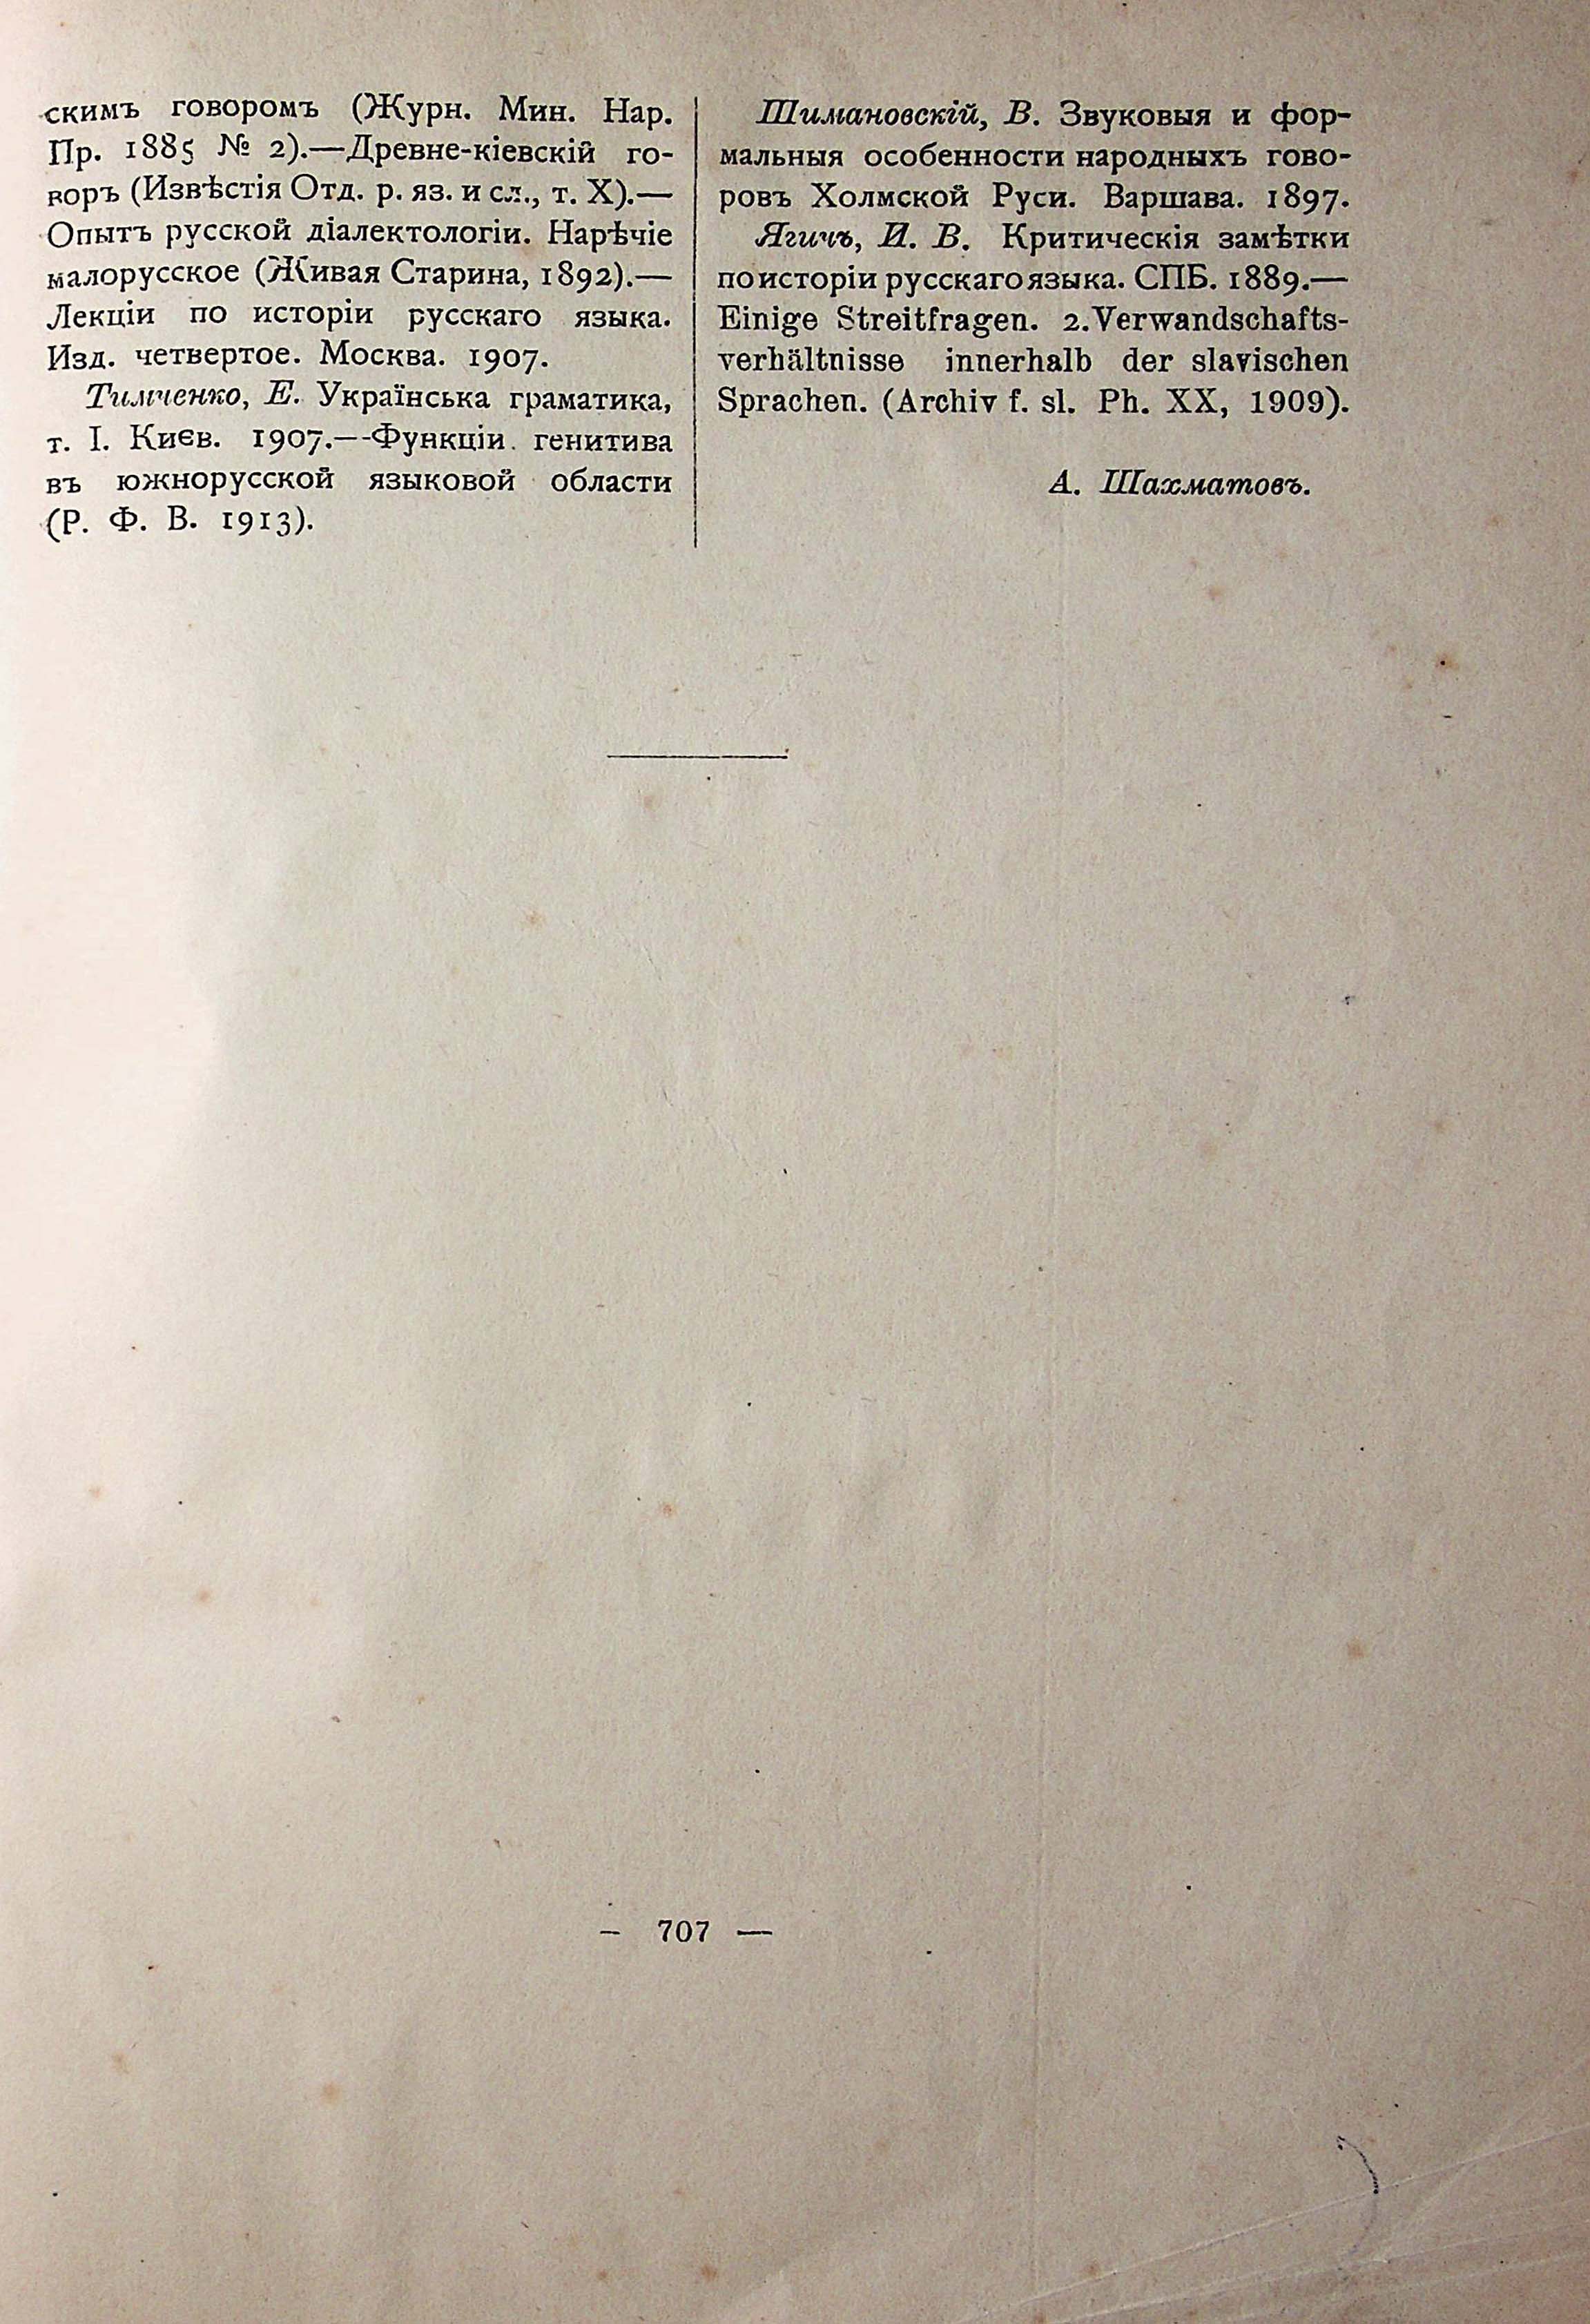 скимъ говоромъ (Журн. Мин. Нар.
Пр. 1885 № 2).—Древне-кіевскій го-
воръ (Извѣстія Отд. р. яз. и сл., т. X).—
Опытъ русской діалектологіи. Нарѣчіе
малорусское (Живая Старина, 1892).—
Лекціи по исторіи русскаго языка.
Изд. четвертое. Москва. 1907.
Тимченко, Е. Українська граматика,
т. I. Києв. 1907.—-Функціи. генитива
въ южнорусской языковой области
(Р. Ф. В. 1913).
Шимановскій, В. Звуковыя и фор-
мальныя особенности народныхъ гово-
ровъ Холмской Руси. Варшава. 1897.
Ягичъ, И. В. Критическія замѣтки
по исторіи русскаго языка. СПБ. 1889.—
Einige Streitfragen. 2. Verwandschafts-
verhältnisse innerhalb der slavischen
Sprachen. (Archiv f. sl. Ph. XX, 1909).
А. Шахматовъ.
- 707 —